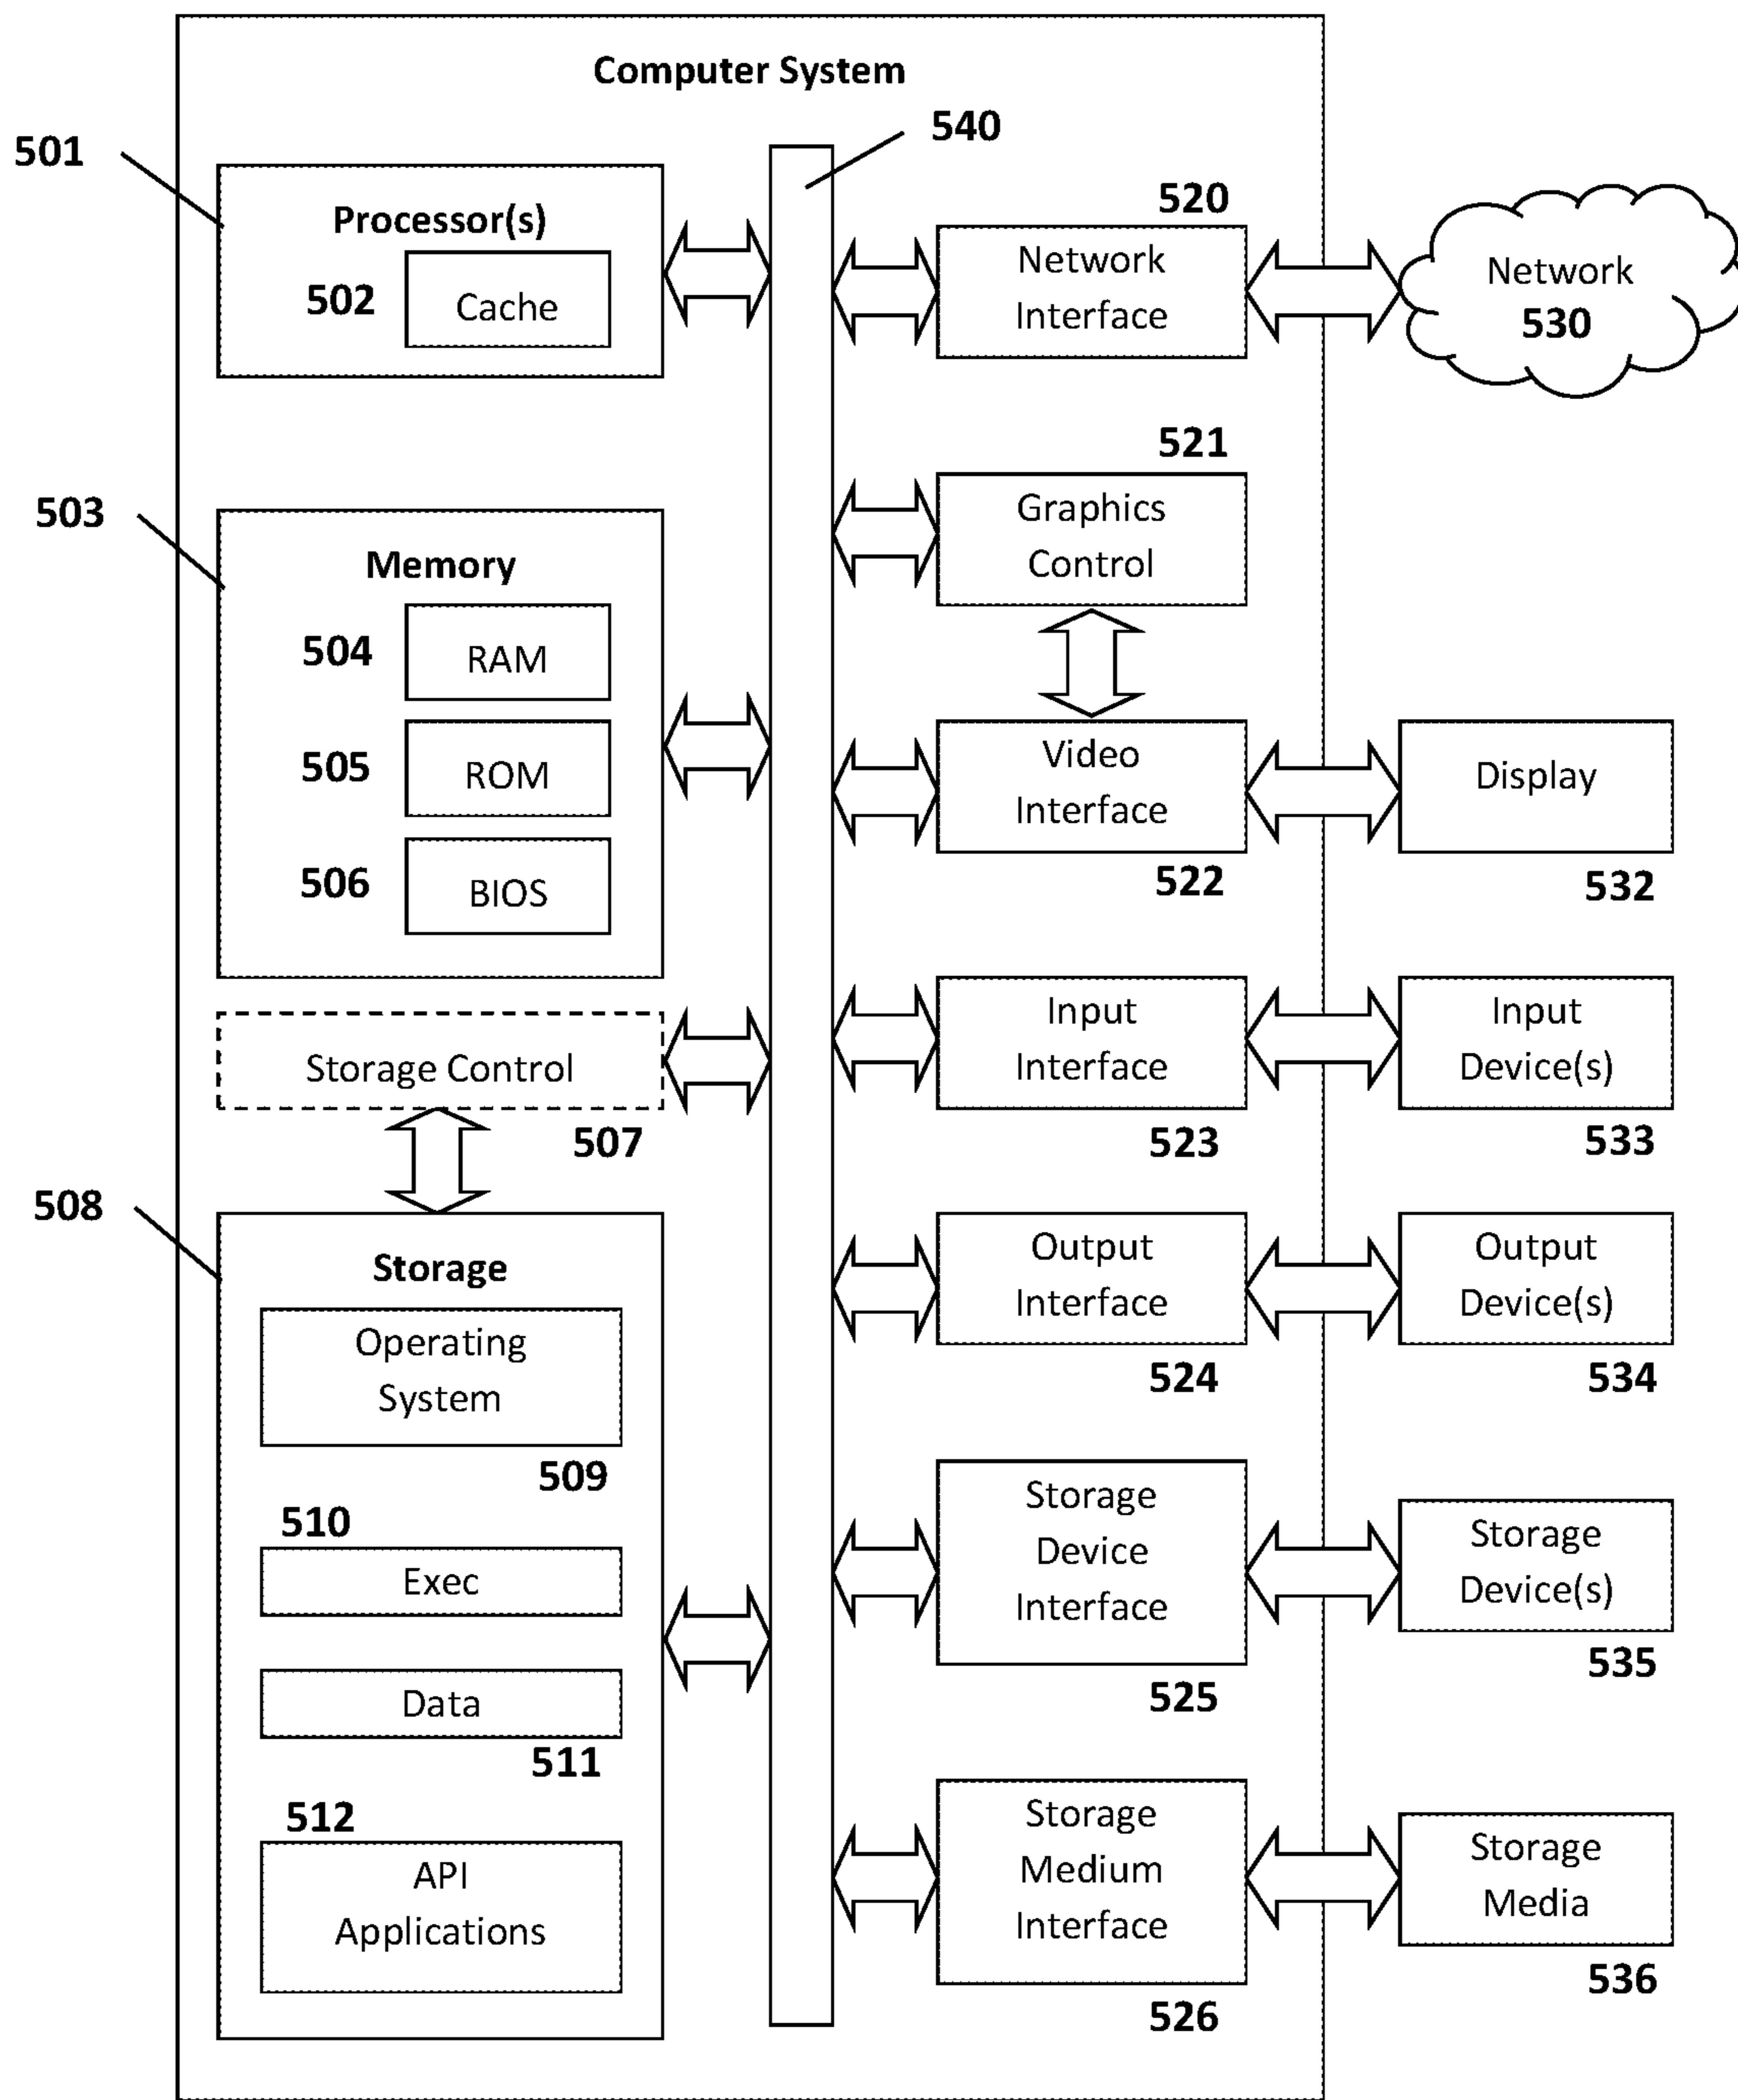 Computer System
540
501
Processor(s)
502
Cache
520
Network
Interface
Network
530
503
Memory
504
RAM
505
ROM
506
BIOS
521
Graphics
Control
Video
Interface
522
Display
532
Storage Control
507
Input
Interface
523
Input
Device(s)
533
508
Storage
Operating
System
509
510
Exec
Data
511
512
API
Applications
Output
Interface
524
Output
Device(s)
534
Storage
Device
Interface
525
Storage
Device(s)
535
Storage
Medium
Interface
526
Storage
Media
536